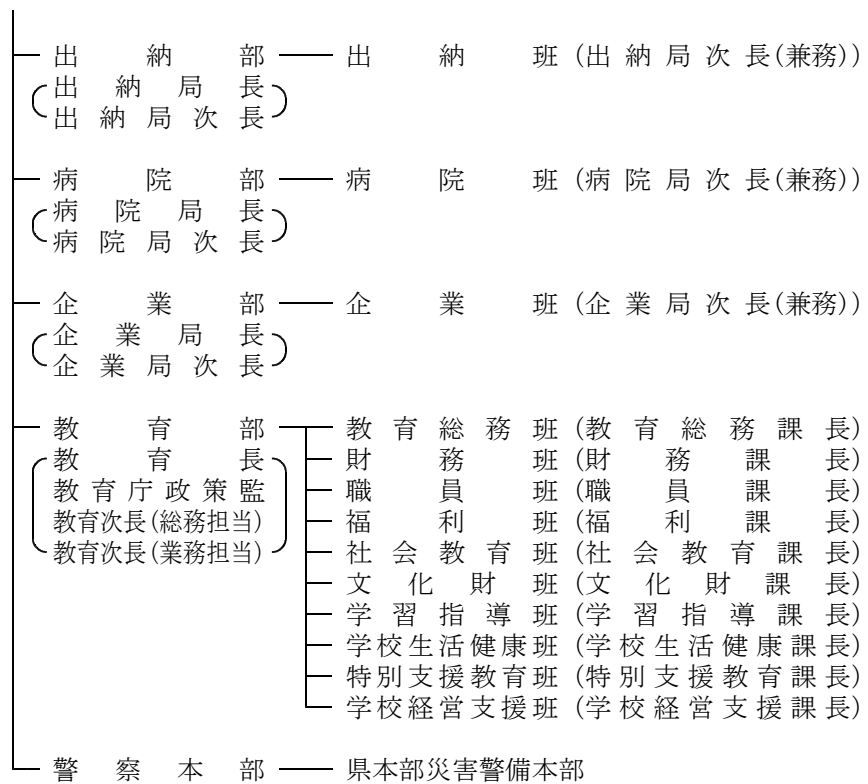 出納部 出納班 (出納局次長(兼務))
出納局長
出納局次長
病院部 病院班 (病院局次長(兼務))
病院局長
病院局次長
企業部 企業班 (企業局次長(兼務))
企業局長
企業局次長
教育部 教育総務班 (教育総務課長)
教育長 財務班 (財務課長)
教育庁政策監 職員班 (職員課長)
教育次長(総務担当) 福利班 (福利課長)
教育次長(業務担当) 社会教育班 (社会教育課長)
文化財班 (文化財課長)
学習指導班 (学習指導課長)
学校生活健康班 (学校生活健康課長)
特別支援教育班 (特別支援教育課長)
学校経営支援班 (学校経営支援課長)
警察本部 県本部災害警備本部